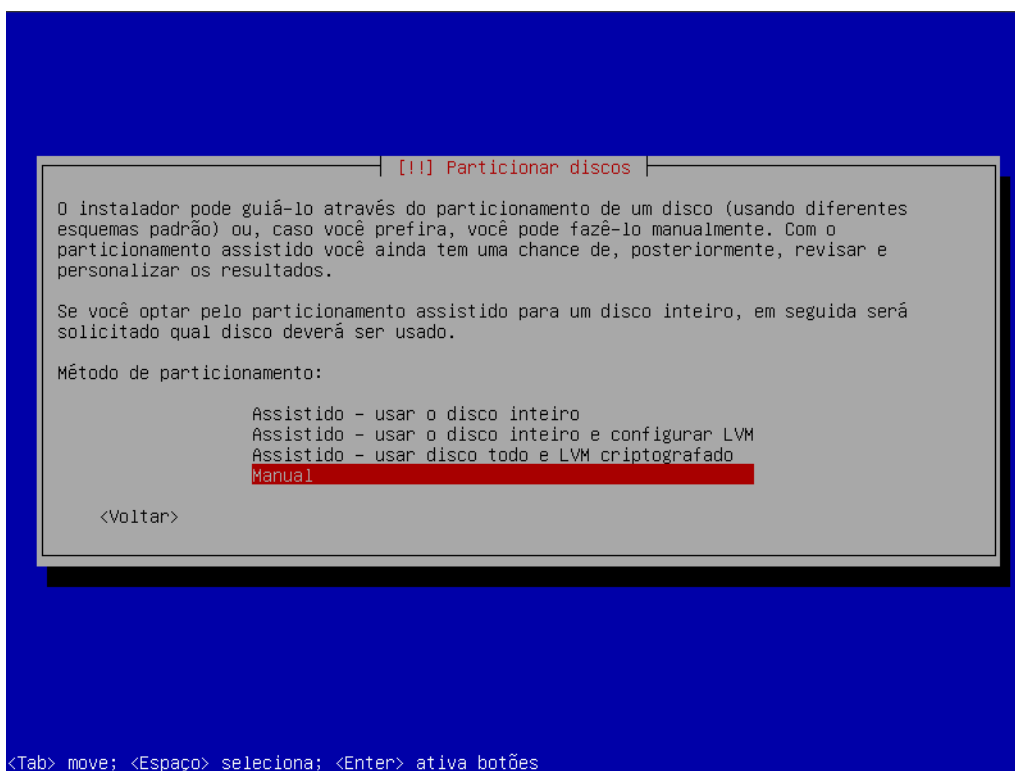 [!!] Particionar discos
O instalador pode guiá-lo através do particionamento de um disco (usando diferentes
esquemas padrão) ou, caso você prefira, você pode fazê-lo manualmente. Com o
particionamento assistido você ainda tem uma chance de, posteriormente, revisar e
personalizar os resultados.
Se você optar pelo particionamento assistido para um disco inteiro, em seguida será
solicitado qual disco deverá ser usado.
Método de particionamento:
Assistido – usar o disco inteiro
Assistido – usar o disco inteiro e configurar LVM
Assistido – usar disco todo e LVM criptografado
Manual
<Voltar>
<Tab> move; <Espaço> seleciona; <Enter> ativa botões